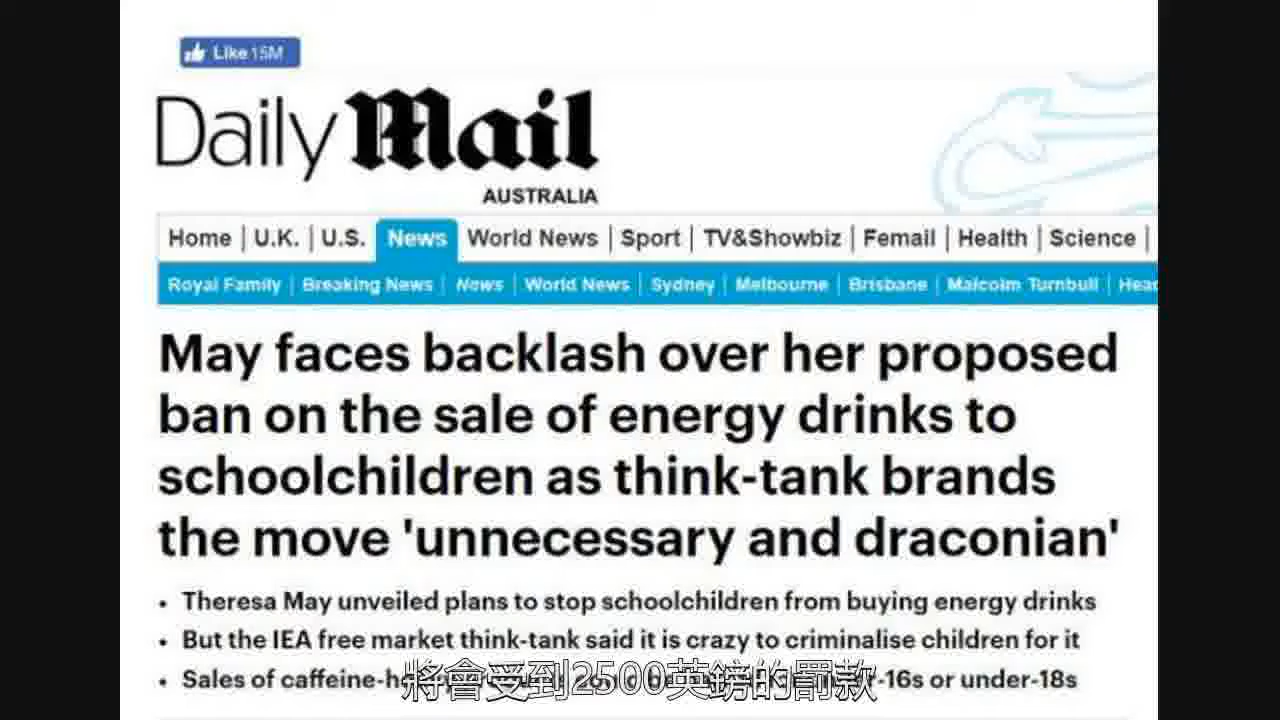 Like 15M
Daily Mail
AUSTRALIA
Home | U.K. | U.S. News World News | Sport | TV&Showbiz | Femail | Health | Science |
Royal Family | Breaking News | News | World News | Sydney | Melbourne | Brisbane | Malcolm Turnbull |
May faces backlash over her proposed
ban on the sale of energy drinks to
schoolchildren as think-tank brands
the move 'unnecessary and draconian'
• Theresa May unveiled plans to stop schoolchildren from buying energy drinks
• But the IEA free market think-tank said it is crazy to criminalise children for it
• Sales of or under-18s
將會受到2500英鎊的罰款